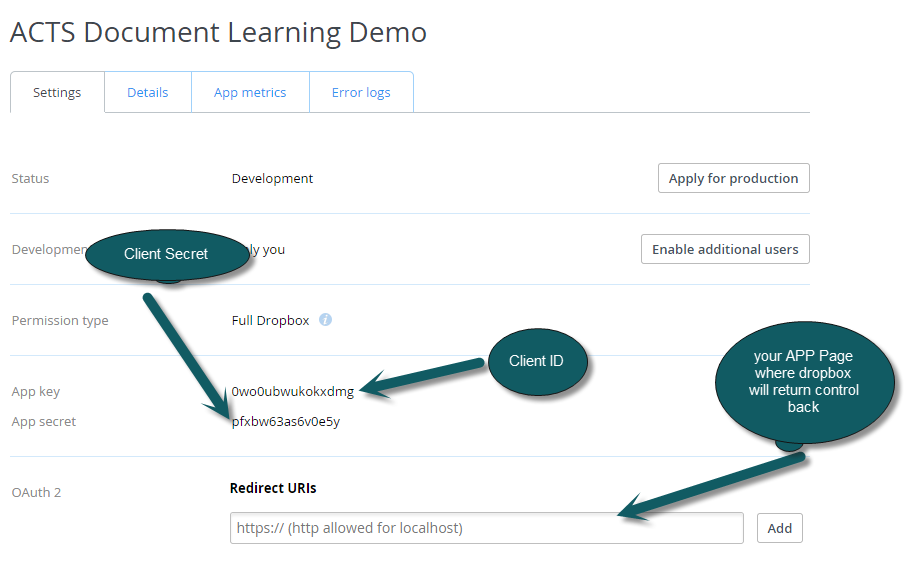 ACTS Document Learning Demo
Settings
Details
App metrics
Error logs
Status
Development
Apply for production
Client Secret
ly you
Enable additional users
Permission type
Full Dropbox
Client ID
your APP Page
where dropbox
will return control
back
App key
0wo0ubwukokxdmg
App secret
pfxbw63as6v0e5y
OAuth 2
Redirect URIs
https:// (http allowed for localhost)
Add